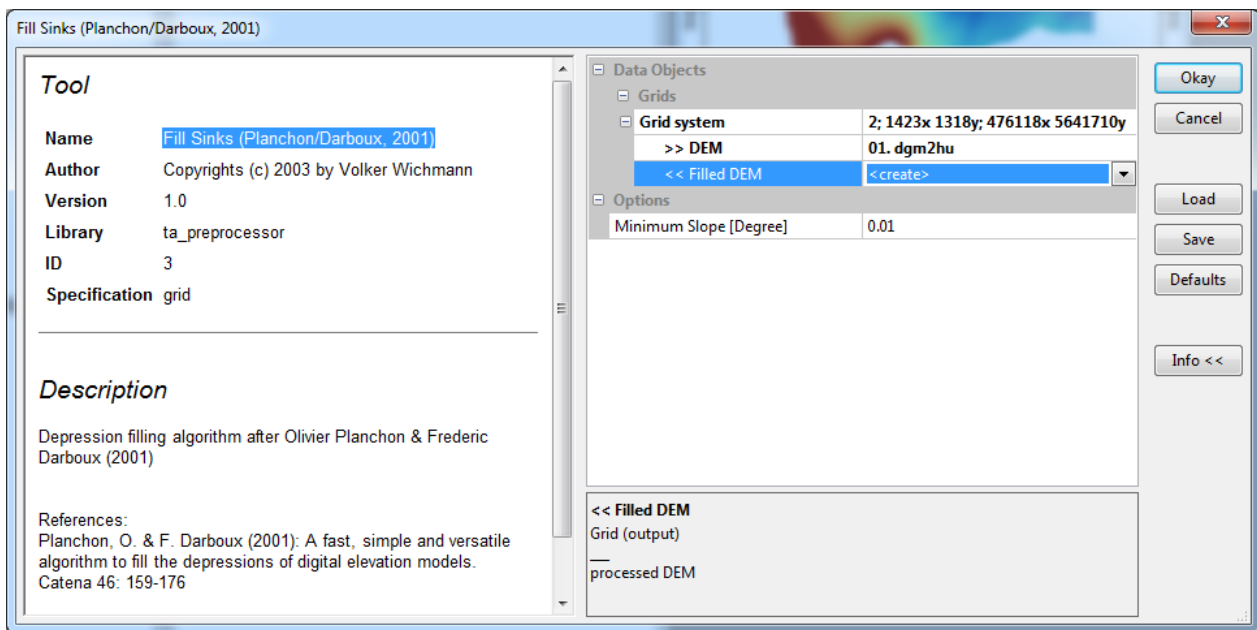 Fill Sinks (Planchon/Darboux, 2001)
Tool
Name Fill Sinks (Planchon/Darboux, 2001)
Author Copyrights (c) 2003 by Volker Wichmann
Version 1.0
Library ta_preprocessor
ID 3
Specification grid
Description
Depression filling algorithm after Olivier Planchon & Frederic
Darboux (2001)
References:
Planchon, O. & F. Darboux (2001): A fast, simple and versatile
algorithm to fill the depressions of digital elevation models.
Catena 46: 159-176
Data Objects
Grids
Grid system 2; 1423x 1318y; 476118x 5641710y
>> DEM 01. dgm2hu
<< Filled DEM <create>
Options
Minimum Slope [Degree] 0.01
<< Filled DEM
Grid (output)
__
processed DEM
Okay
Cancel
Load
Save
Defaults
Info <<